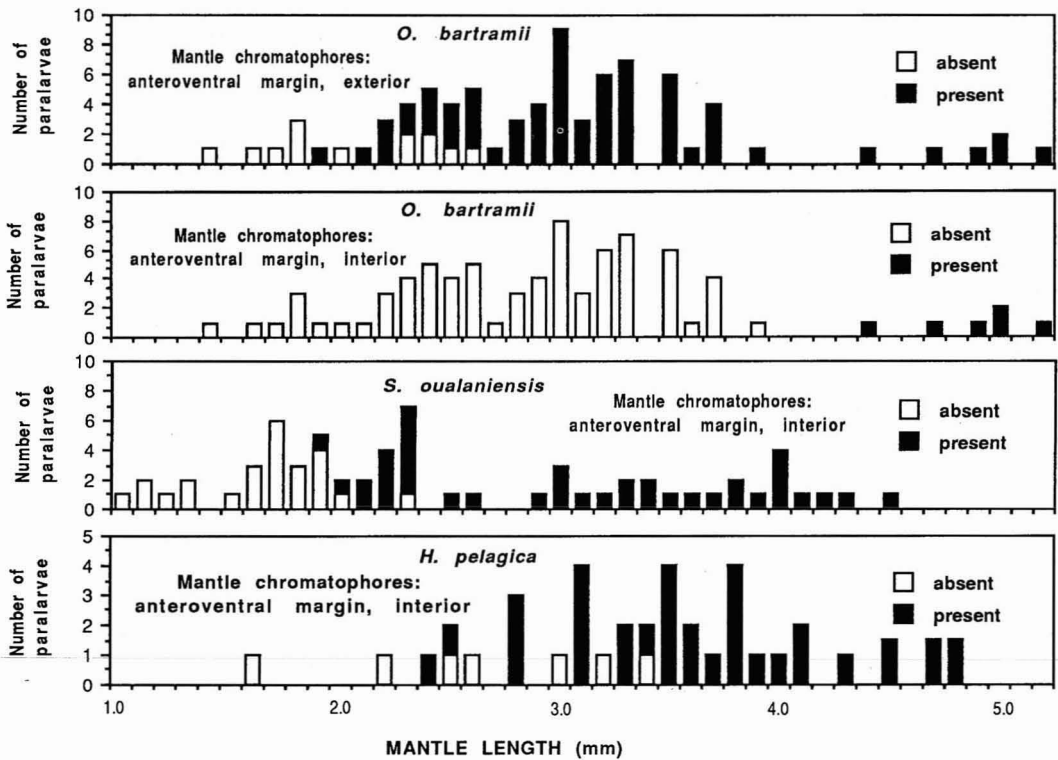 O. bartramii
Mantle chromatophores:
anteroventral margin, exterior
absent
present
Number of
paralarvae
10
8
6
4
2
0
O. bartramii
Mantle chromatophores:
anteroventral margin, interior
absent
present
Number of
paralarvae
10
8
6
4
2
0
S. oualaniensis
Mantle chromatophores:
anteroventral margin, interior
absent
present
Number of
paralarvae
10
8
6
4
2
0
H. pelagica
Mantle chromatophores:
anteroventral margin, interior
absent
present
Number of
paralarvae
5
4
3
2
1
0
1.0 2.0 3.0 4.0 5.0
MANTLE LENGTH (mm)